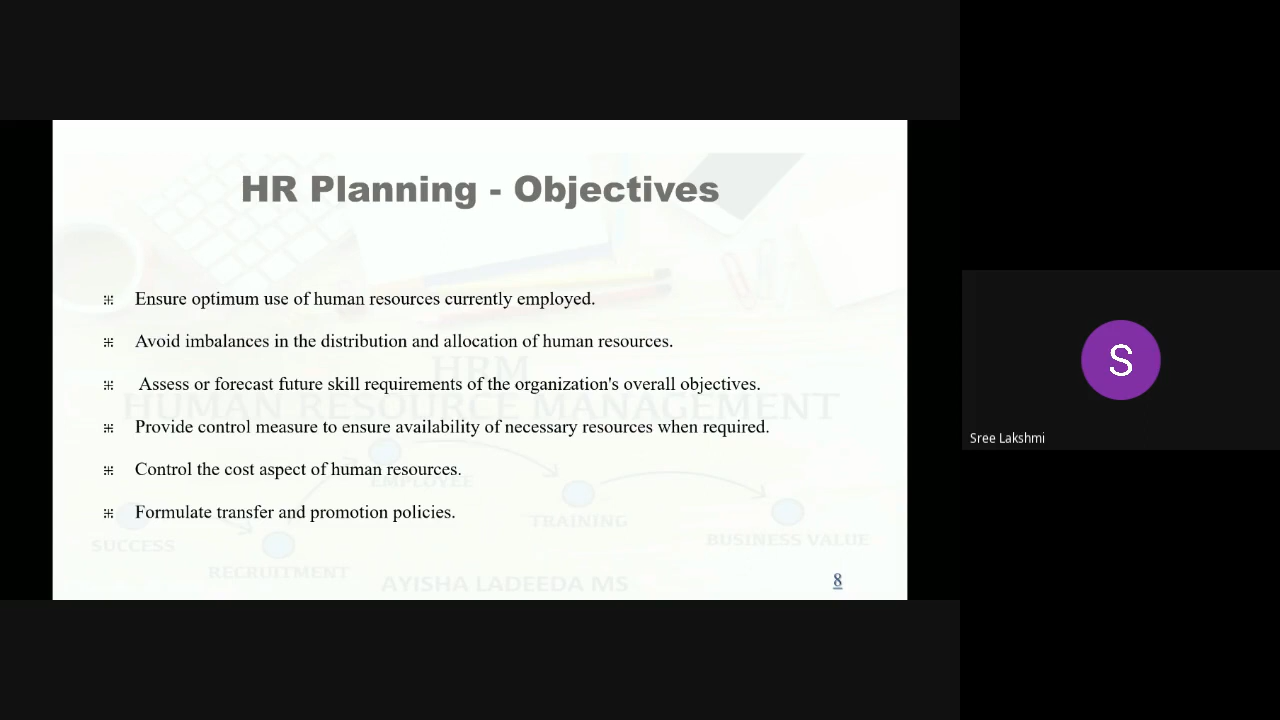 HR Planning - Objectives
Ensure optimum use of human resources currently employed.
Avoid imbalances in the distribution and allocation of human resources.
HRM
Assess or forecast future skill requirements of the organization's overall objectives.
HUMAN RESOURCE MANAGEMENT
Provide control measure to ensure availability of necessary resources when required.
Control the cost aspect of human resources.
EMPLOYEE
Formulate transfer and promotion policies.
TRAINING
SUCCESS
BUSINESS VALUE
RECRUITMENT
AYISHA LADEEDA MS
8
S
Sree Lakshmi